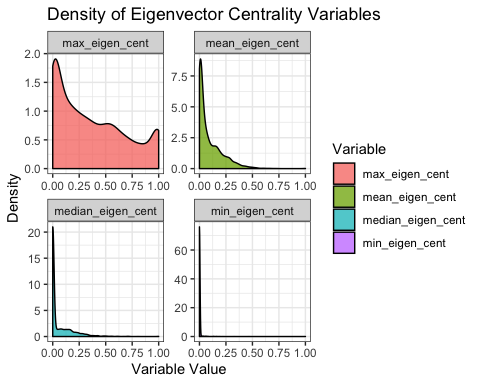 Density of Eigenvector Centrality Variables
max_eigen_cent
mean_eigen_cent
2.0
1.5
1.0
0.5
0.0
7.5
5.0
2.5
0.0
0.00 0.25 0.50 0.75 1.00
0.00 0.25 0.50 0.75 1.00
median_eigen_cent
min_eigen_cent
20
15
10
5
0
60
40
20
0
0.00 0.25 0.50 0.75 1.00
0.00 0.25 0.50 0.75 1.00
Density
Variable Value
Variable
max_eigen_cent
mean_eigen_cent
median_eigen_cent
min_eigen_cent